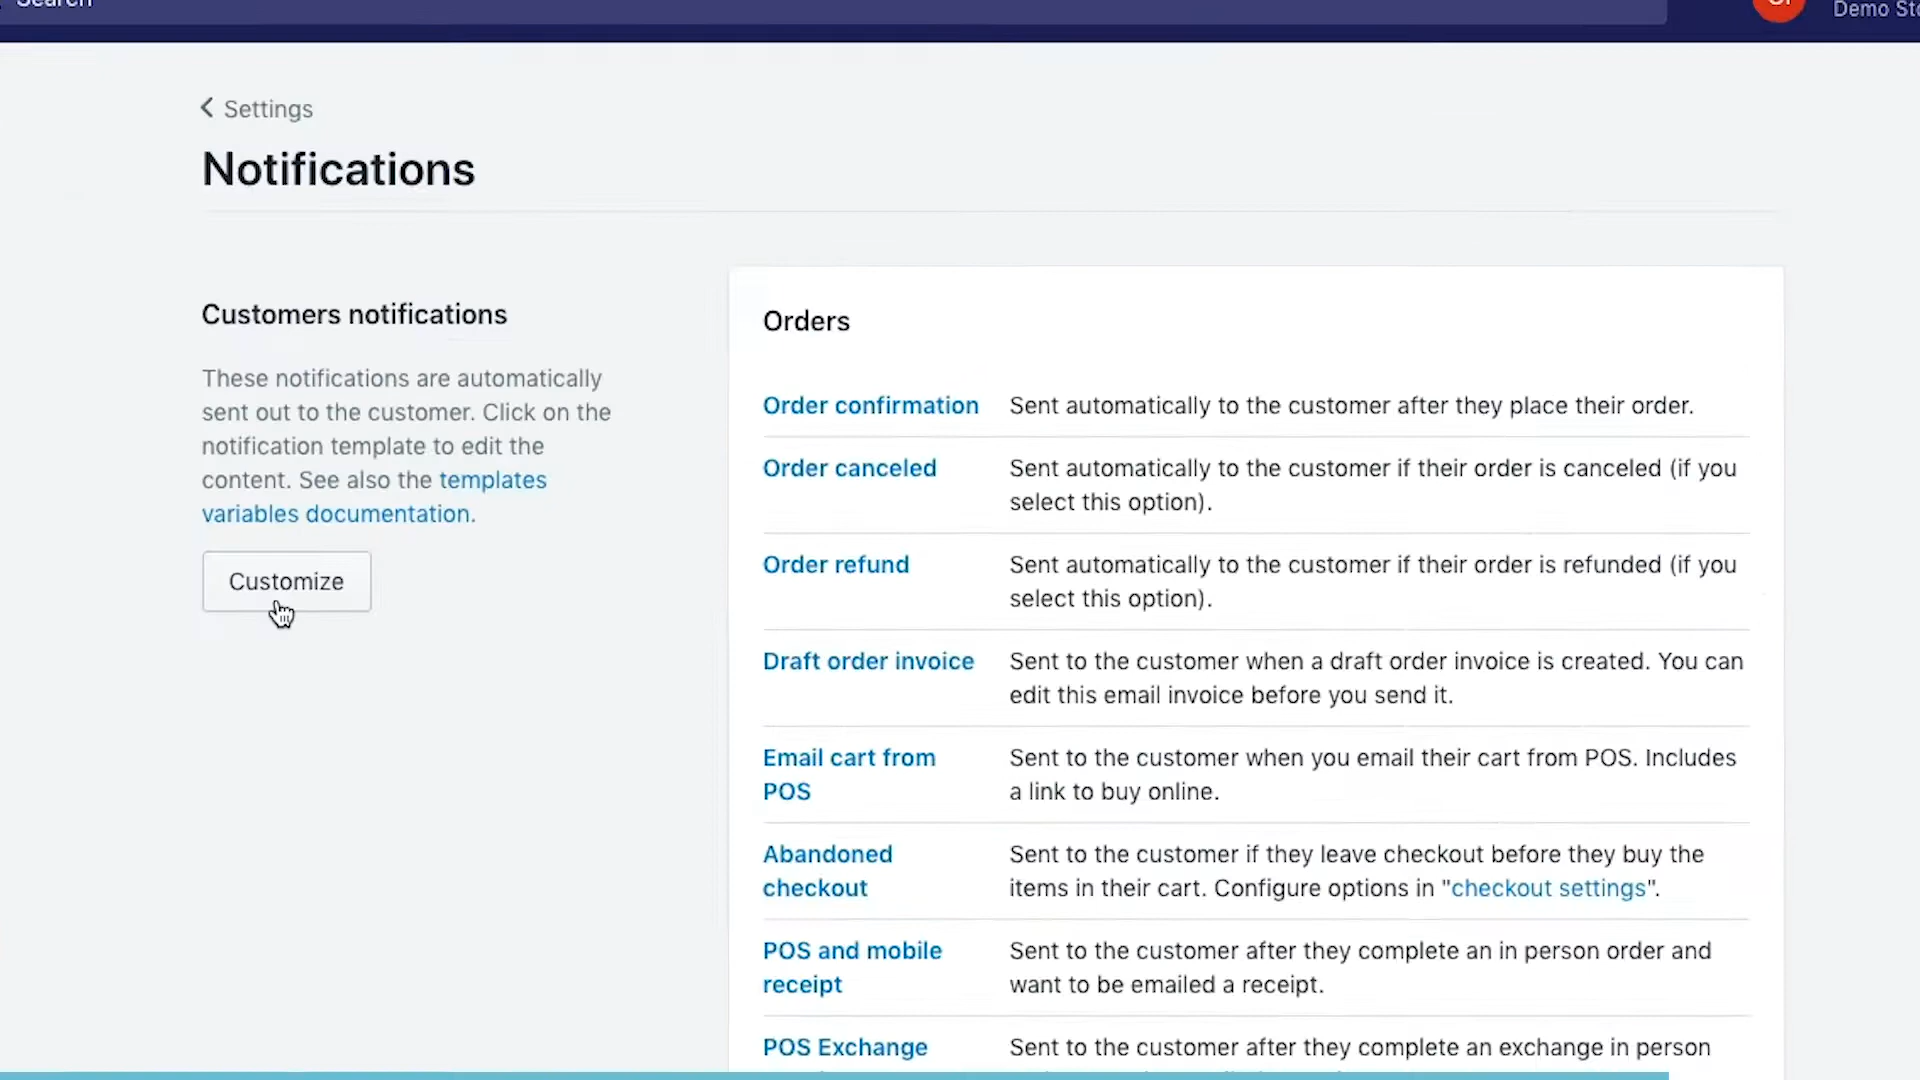 Search
Demo Sto
Settings
Notifications
Customers notifications
These notifications are automatically
sent out to the customer. Click on the
notification template to edit the
content. See also the templates
variables documentation.
Customize
Orders
Order confirmation Sent automatically to the customer after they place their order.
Order canceled Sent automatically to the customer if their order is canceled (if you
select this option).
Order refund Sent automatically to the customer if their order is refunded (if you
select this option).
Draft order invoice Sent to the customer when a draft order invoice is created. You can
edit this email invoice before you send it.
Email cart from Sent to the customer when you email their cart from POS. Includes
POS a link to buy online.
Abandoned Sent to the customer if they leave checkout before they buy the
checkout items in their cart. Configure options in "checkout settings".
POS and mobile Sent to the customer after they complete an in person order and
receipt want to be emailed a receipt.
POS Exchange Sent to the customer after they complete an exchange in person